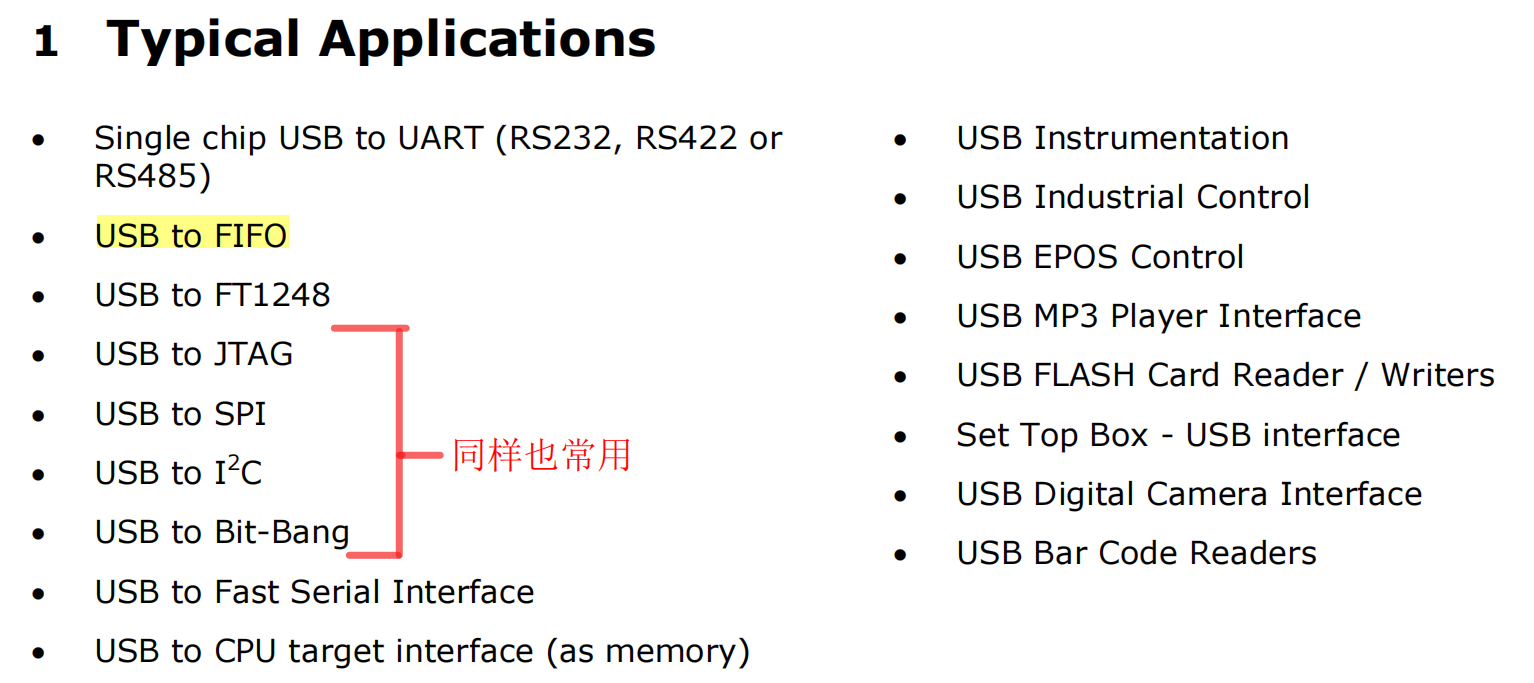 1 Typical Applications
• Single chip USB to UART (RS232, RS422 or
RS485)
• USB to FIFO
• USB to FT1248
• USB to JTAG
• USB to SPI
• USB to I²C
• USB to Bit-Bang
• USB to Fast Serial Interface
• USB to CPU target interface (as memory)
同样也常用
• USB Instrumentation
• USB Industrial Control
• USB EPOS Control
• USB MP3 Player Interface
• USB FLASH Card Reader / Writers
• Set Top Box - USB interface
• USB Digital Camera Interface
• USB Bar Code Readers